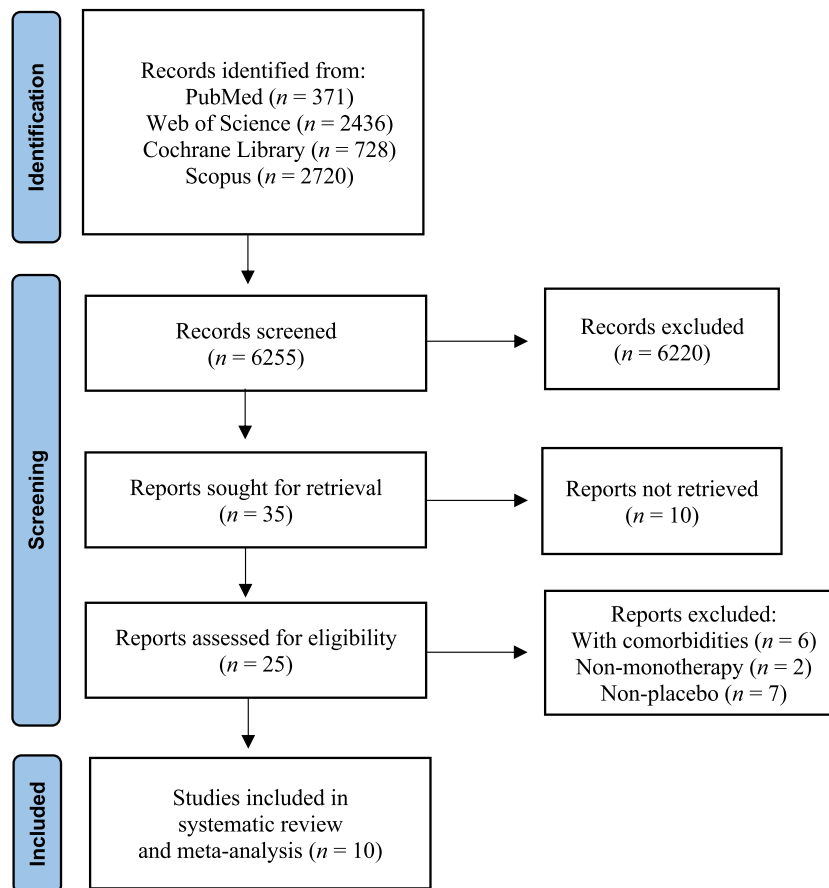 Identification
Records identified from:
PubMed (n = 371)
Web of Science (n = 2436)
Cochrane Library (n = 728)
Scopus (n = 2720)
Screening
Records screened
(n = 6255)
Records excluded
(n = 6220)
Reports sought for retrieval
(n = 35)
Reports not retrieved
(n = 10)
Reports assessed for eligibility
(n = 25)
Reports excluded:
With comorbidities (n = 6)
Non-monotherapy (n = 2)
Non-placebo (n = 7)
Included
Studies included in
systematic review
and meta-analysis (n = 10)